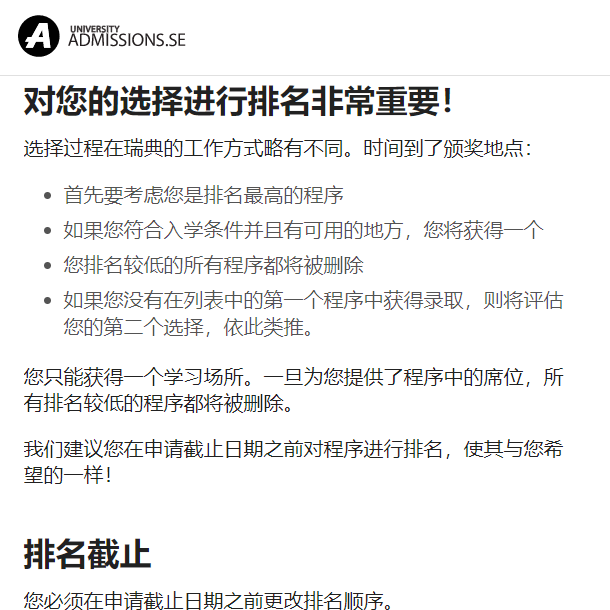 UNIVERSITY
ADMISSIONS.SE
对您的选择进行排名非常重要！
选择过程在瑞典的工作方式略有不同。时间到了颁奖地点：
• 首先要考虑您是排名最高的程序
• 如果您符合入学条件并且有可用的地方，您将获得一个
• 您排名较低的所有程序都将被删除
• 如果您没有在列表中的第一个程序中获得录取，则将评估
您的第二个选择，依此类推。
您只能获得一个学习场所。一旦为您提供了程序中的席位，所
有排名较低的程序都将被删除。
我们建议您在申请截止日期之前对程序进行排名，使其与您希
望的一样！
排名截止
您必须在申请截止日期之前更改排名顺序。